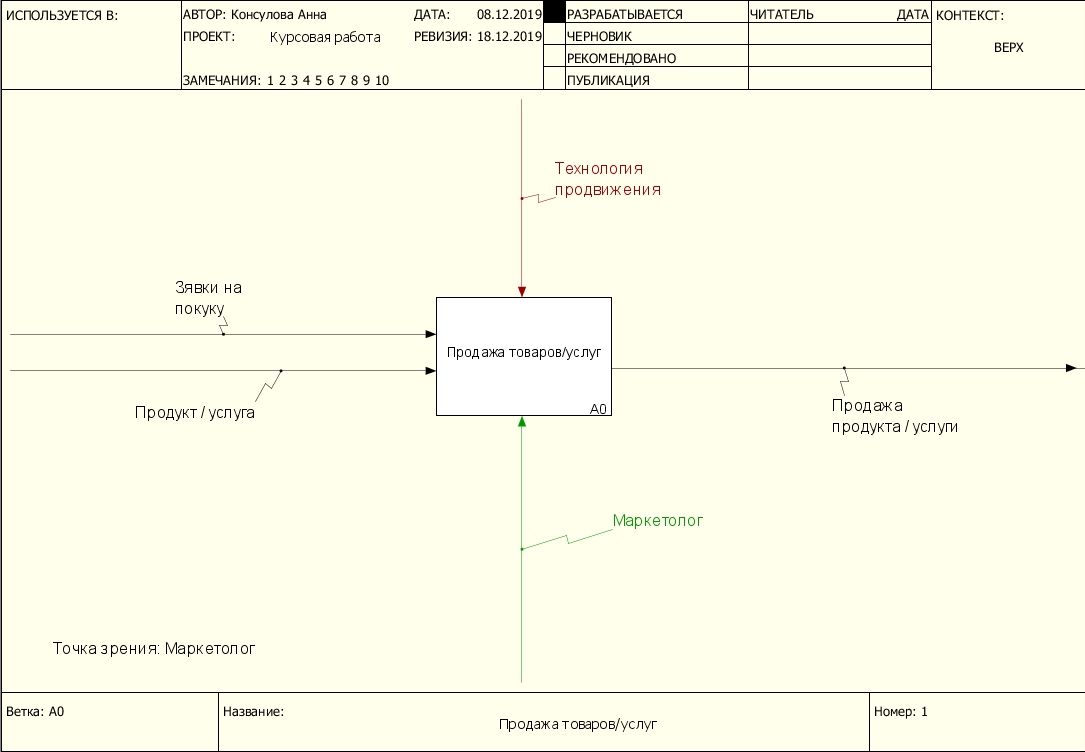 ИСПОЛЬЗУЕТСЯ В:
АВТОР: Консулова Анна
ДАТА: 08.12.2019
ПРОЕКТ: Курсовая работа
РЕВИЗИЯ: 18.12.2019
ЗАМЕЧАНИЯ: 1 2 3 4 5 6 7 8 9 10
РАЗРАБАТЫВАЕТСЯ
ЧЕРНОВИК
РЕКОМЕНДОВАНО
ПУБЛИКАЦИЯ
ЧИТАТЕЛЬ
ДАТА
КОНТЕКСТ:
ВЕРХ
Технология
продвижения
Зявки на
покуку
Продажа товаров/услуг
A0
Продукт / услуга
Продажа
продукта / услуги
Маркетолог
Точка зрения: Маркетолог
Ветка: A0
Название:
Продажа товаров/услуг
Номер: 1